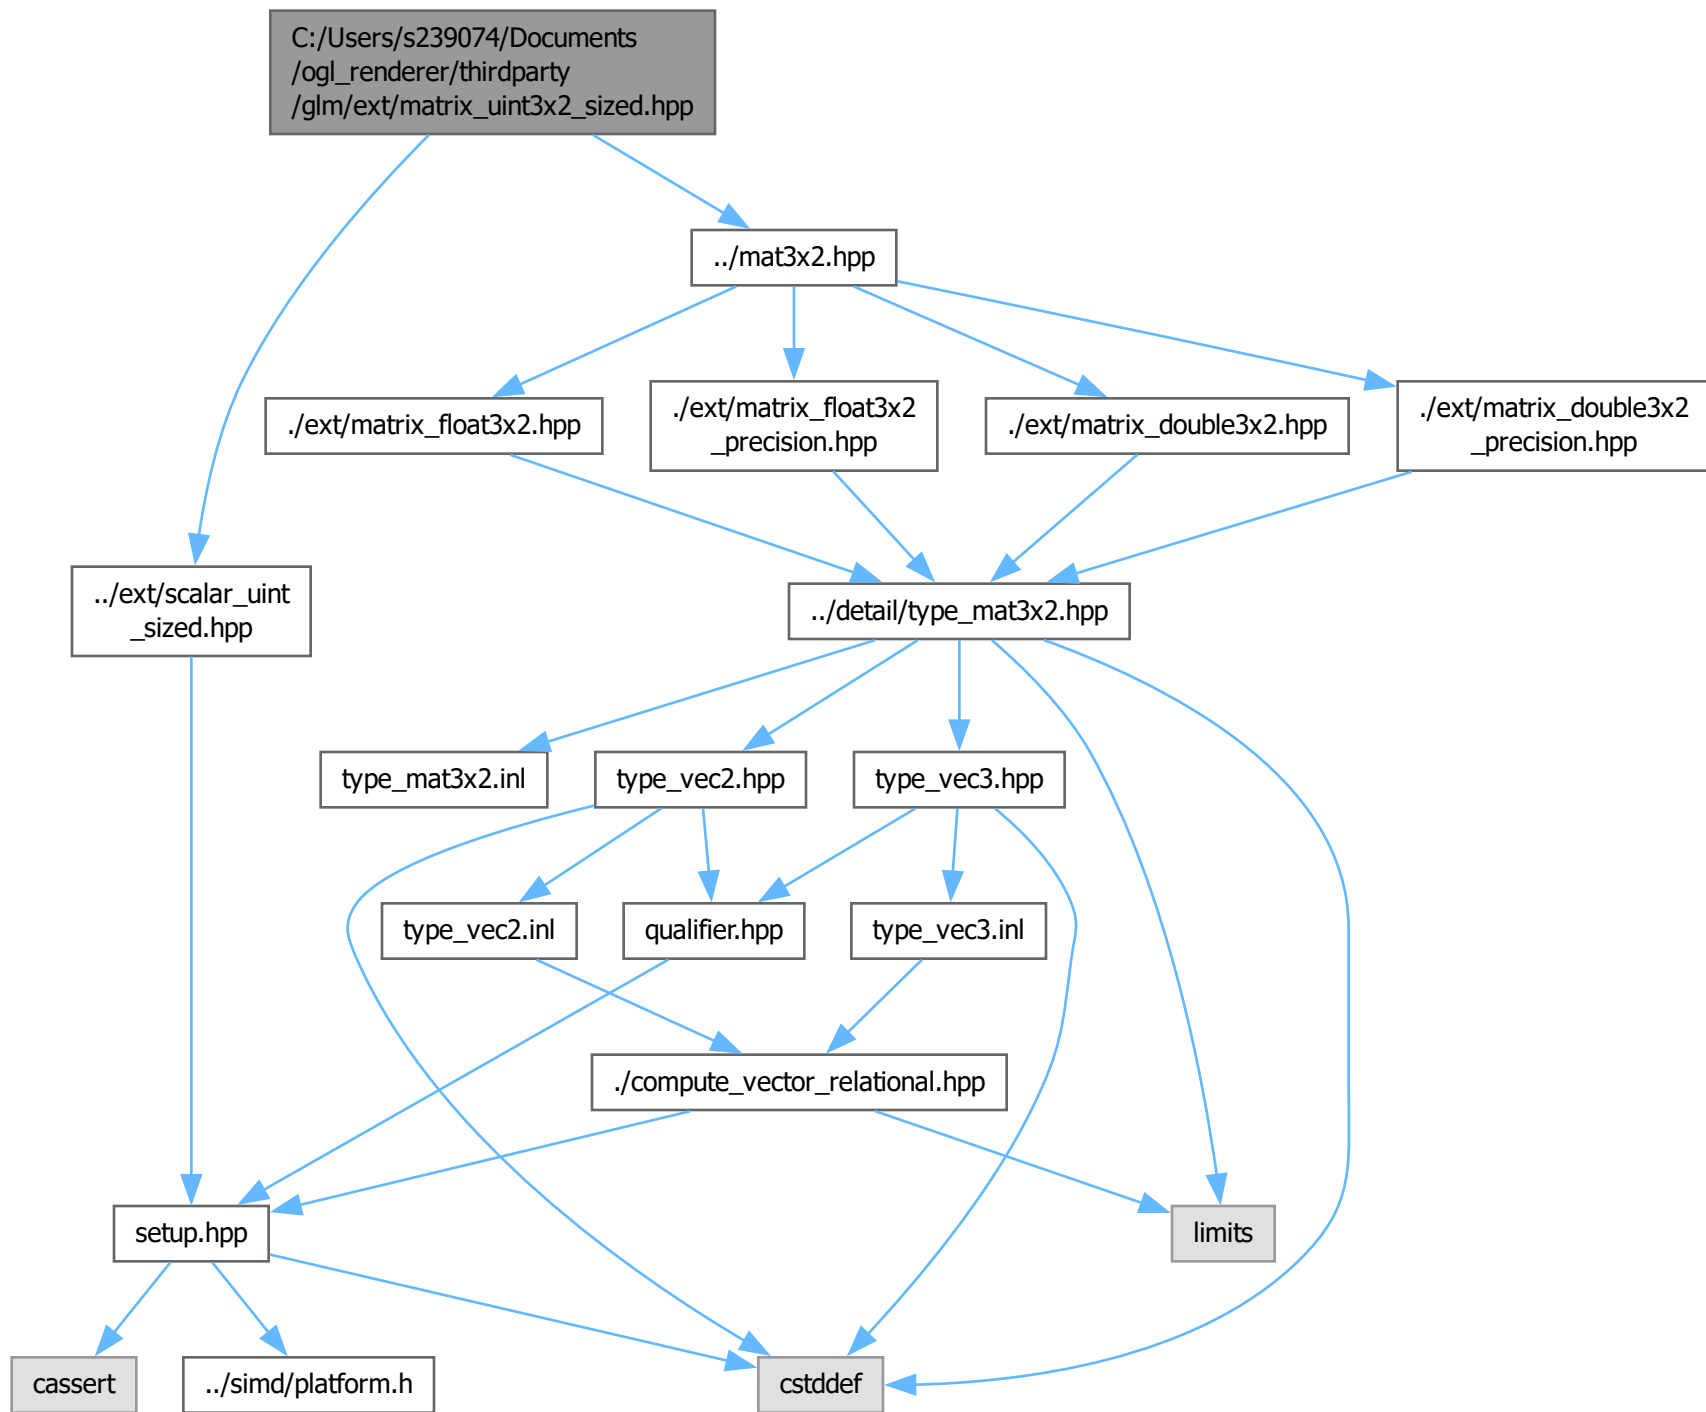 C:/Users/s239074/Documents
/ogl_renderer/thirdparty
/glm/ext/matrix_uint3x2_sized.hpp
../mat3x2.hpp
./ext/matrix_float3x2.hpp
./ext/matrix_float3x2
_precision.hpp
./ext/matrix_double3x2.hpp
./ext/matrix_double3x2
_precision.hpp
../ext/scalar_uint
_sized.hpp
../detail/type_mat3x2.hpp
type_mat3x2.inl
type_vec2.hpp
type_vec3.hpp
type_vec2.inl
qualifier.hpp
type_vec3.inl
./compute_vector_relational.hpp
setup.hpp
limits
cassert
../simd/platform.h
cstddef